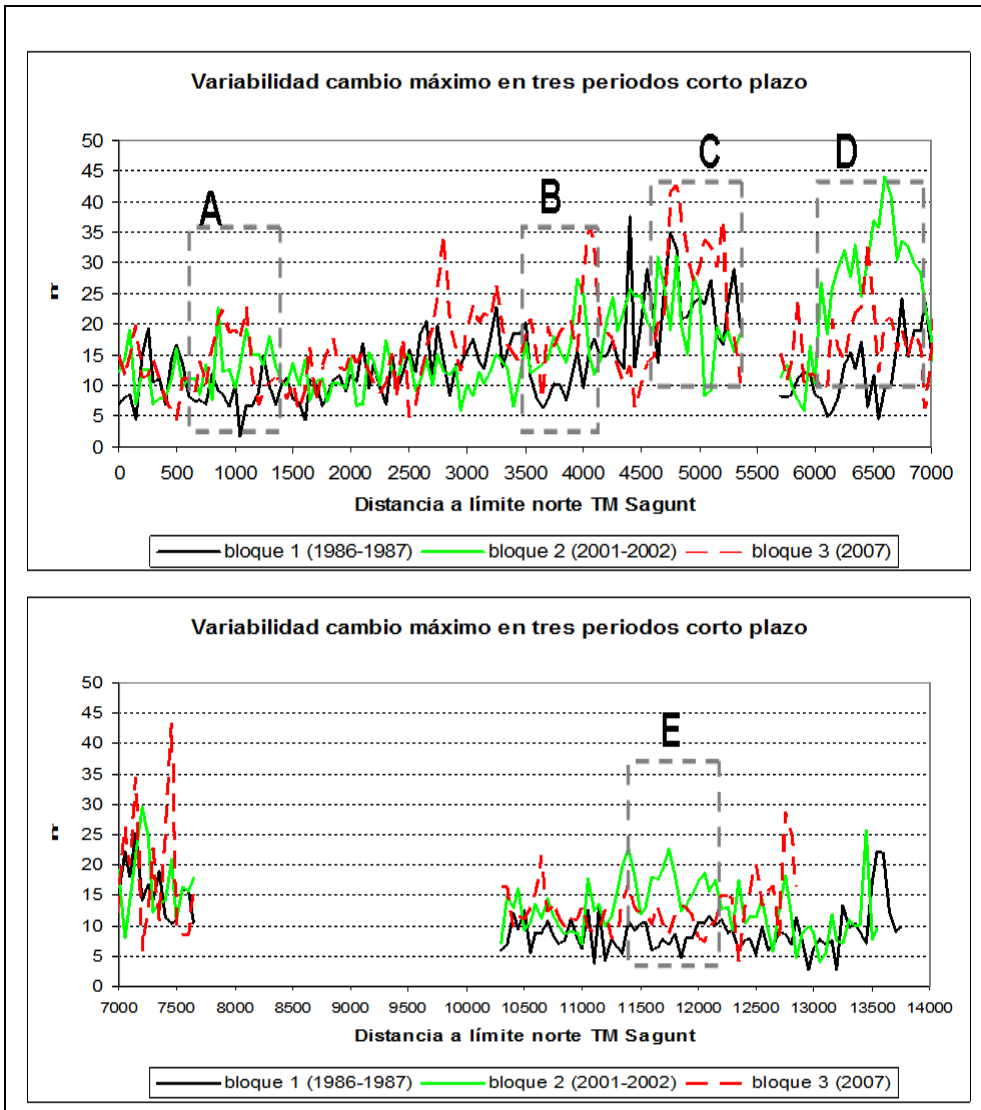 Variabilidad cambio máximo en tres periodos corto plazo
50
45
40
35
30
25
20
15
10
5
0
A
B
C
D
0 500 1000 1500 2000 2500 3000 3500 4000 4500 5000 5500 6000 6500 7000
Distancia a límite norte TM Sagunt
bloque 1 (1986-1987) bloque 2 (2001-2002) bloque 3 (2007)
Variabilidad cambio máximo en tres periodos corto plazo
50
45
40
35
30
25
20
15
10
5
0
E
7000 7500 8000 8500 9000 9500 10000 10500 11000 11500 12000 12500 13000 13500 14000
Distancia a límite norte TM Sagunt
bloque 1 (1986-1987) bloque 2 (2001-2002) bloque 3 (2007)